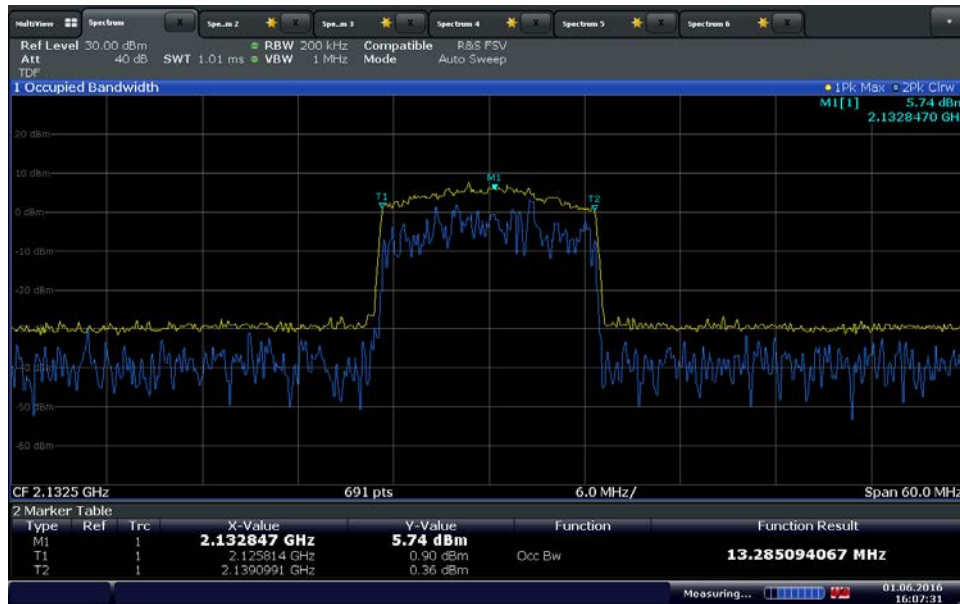 MultiView Spectrum X Spe...m 2 X Spe...m 3 X Spectrum 4 X Spectrum 5 X Spectrum 6 X
Ref Level 30.00 dBm RBW 200 kHz Compatible R&S FSV
Att 40 dB SWT 1.01 ms VBW 1 MHz Mode Auto Sweep
TDF
1 Occupied Bandwidth 1Pk Max 2Pk Clrw
M1[1] 5.74 dBm
2.1328470 GH
20 dBm
10 dBm
M1
T1
T2
0 dBm
-10 dBm
-20 dBm
-40 dBm
-50 dBm
-60 dBm
CF 2.1325 GHz 691 pts 6.0 MHz/ Span 60.0 MHz
2 Marker Table
Type Ref Trc X-Value Y-Value Function Function Result
M1 1 2.132847 GHz 5.74 dBm
T1 1 2.125814 GHz 0.90 dBm Occ Bw 13.285094067 MHz
T2 1 2.1390991 GHz 0.36 dBm
Measuring... 01.06.2016
16:07:31